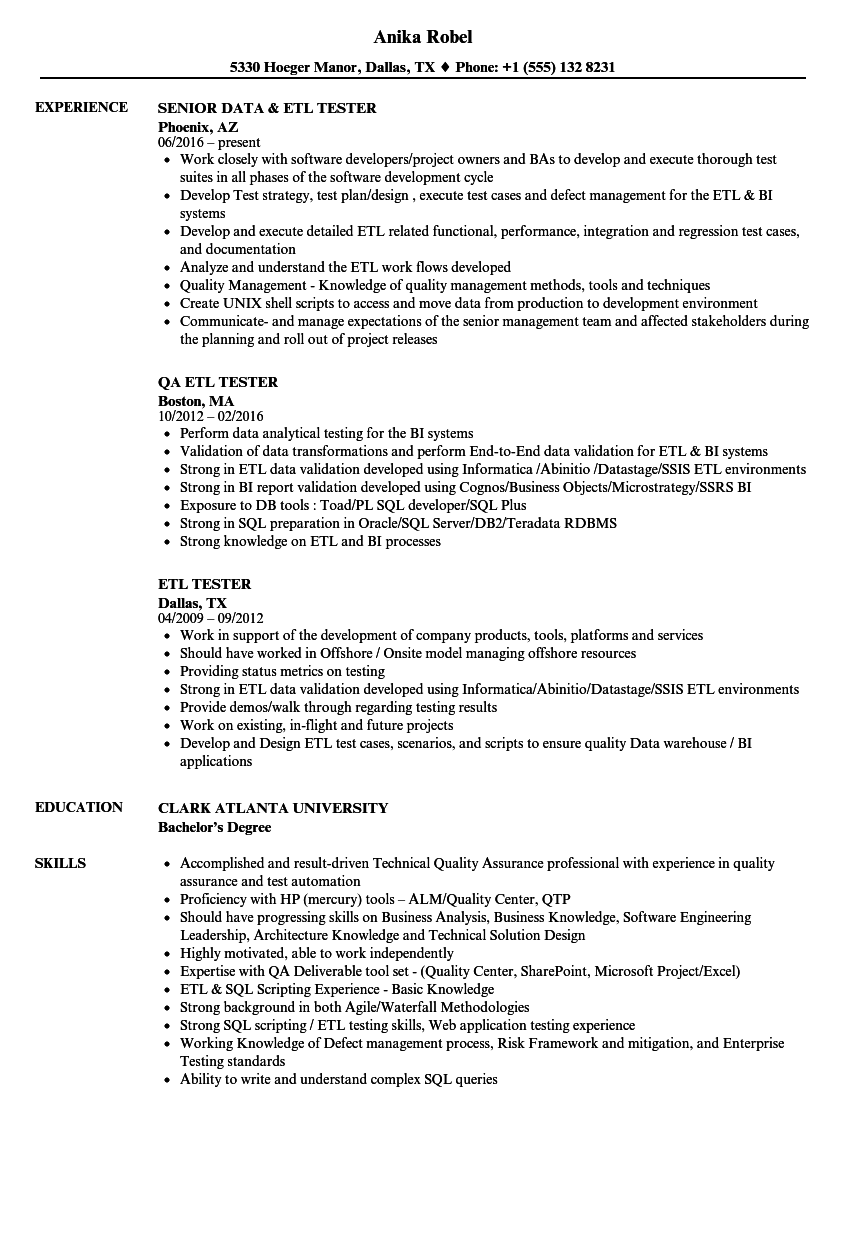 Anika Robel
5330 Hoeger Manor, Dallas, TX ♦ Phone: +1 (555) 132 8231
EXPERIENCE
SENIOR DATA & ETL TESTER
Phoenix, AZ
06/2016 – present
• Work closely with software developers/project owners and BAs to develop and execute thorough test
suites in all phases of the software development cycle
• Develop Test strategy, test plan/design , execute test cases and defect management for the ETL & BI
systems
• Develop and execute detailed ETL related functional, performance, integration and regression test cases,
and documentation
• Analyze and understand the ETL work flows developed
• Quality Management - Knowledge of quality management methods, tools and techniques
• Create UNIX shell scripts to access and move data from production to development environment
• Communicate- and manage expectations of the senior management team and affected stakeholders during
the planning and roll out of project releases
QA ETL TESTER
Boston, MA
10/2012 – 02/2016
• Perform data analytical testing for the BI systems
• Validation of data transformations and perform End-to-End data validation for ETL & BI systems
• Strong in ETL data validation developed using Informatica /Abinitio /Datastage/SSIS ETL environments
• Strong in BI report validation developed using Cognos/Business Objects/Microstrategy/SSRS BI
• Exposure to DB tools : Toad/PL SQL developer/SQL Plus
• Strong in SQL preparation in Oracle/SQL Server/DB2/Teradata RDBMS
• Strong knowledge on ETL and BI processes
ETL TESTER
Dallas, TX
04/2009 – 09/2012
• Work in support of the development of company products, tools, platforms and services
• Should have worked in Offshore / Onsite model managing offshore resources
• Providing status metrics on testing
• Strong in ETL data validation developed using Informatica/Abinitio/Datastage/SSIS ETL environments
• Provide demos/walk through regarding testing results
• Work on existing, in-flight and future projects
• Develop and Design ETL test cases, scenarios, and scripts to ensure quality Data warehouse / BI
applications
EDUCATION
CLARK ATLANTA UNIVERSITY
Bachelor's Degree
SKILLS
• Accomplished and result-driven Technical Quality Assurance professional with experience in quality
assurance and test automation
• Proficiency with HP (mercury) tools – ALM/Quality Center, QTP
• Should have progressing skills on Business Analysis, Business Knowledge, Software Engineering
Leadership, Architecture Knowledge and Technical Solution Design
• Highly motivated, able to work independently
• Expertise with QA Deliverable tool set - (Quality Center, SharePoint, Microsoft Project/Excel)
• ETL & SQL Scripting Experience - Basic Knowledge
• Strong background in both Agile/Waterfall Methodologies
• Strong SQL scripting / ETL testing skills, Web application testing experience
• Working Knowledge of Defect management process, Risk Framework and mitigation, and Enterprise
Testing standards
• Ability to write and understand complex SQL queries